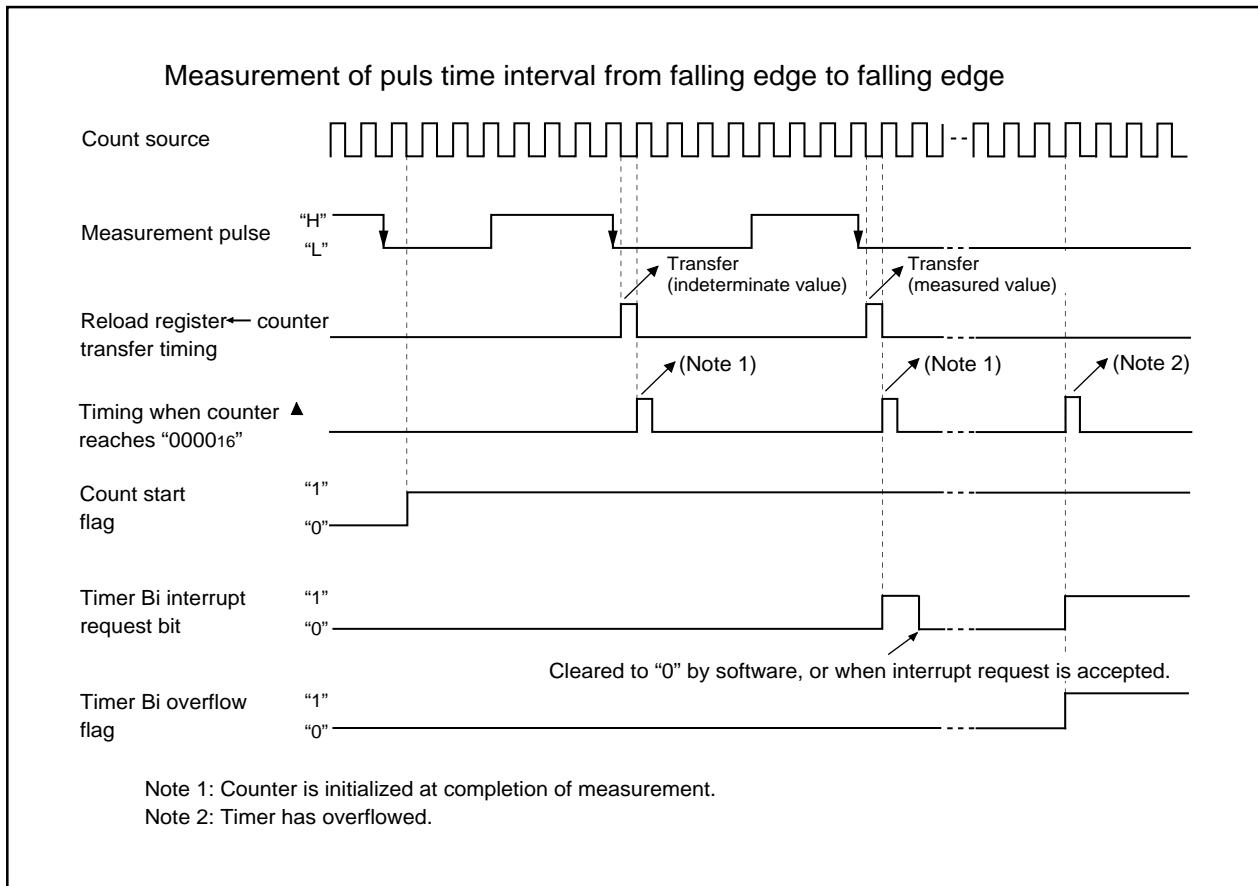 Measurement of puls time interval from falling edge to falling edge
Count source
Measurement pulse
“H”
“L”
Transfer
(indeterminate value)
Transfer
(measured value)
Reload register ← counter
transfer timing
(Note 1)
(Note 1)
(Note 2)
Timing when counter
reaches “000016”
Count start
flag
“1”
“0”
Timer Bi interrupt
request bit
“1”
“0”
Cleared to “0” by software, or when interrupt request is accepted.
Timer Bi overflow
flag
“1”
“0”
Note 1: Counter is initialized at completion of measurement.
Note 2: Timer has overflowed.